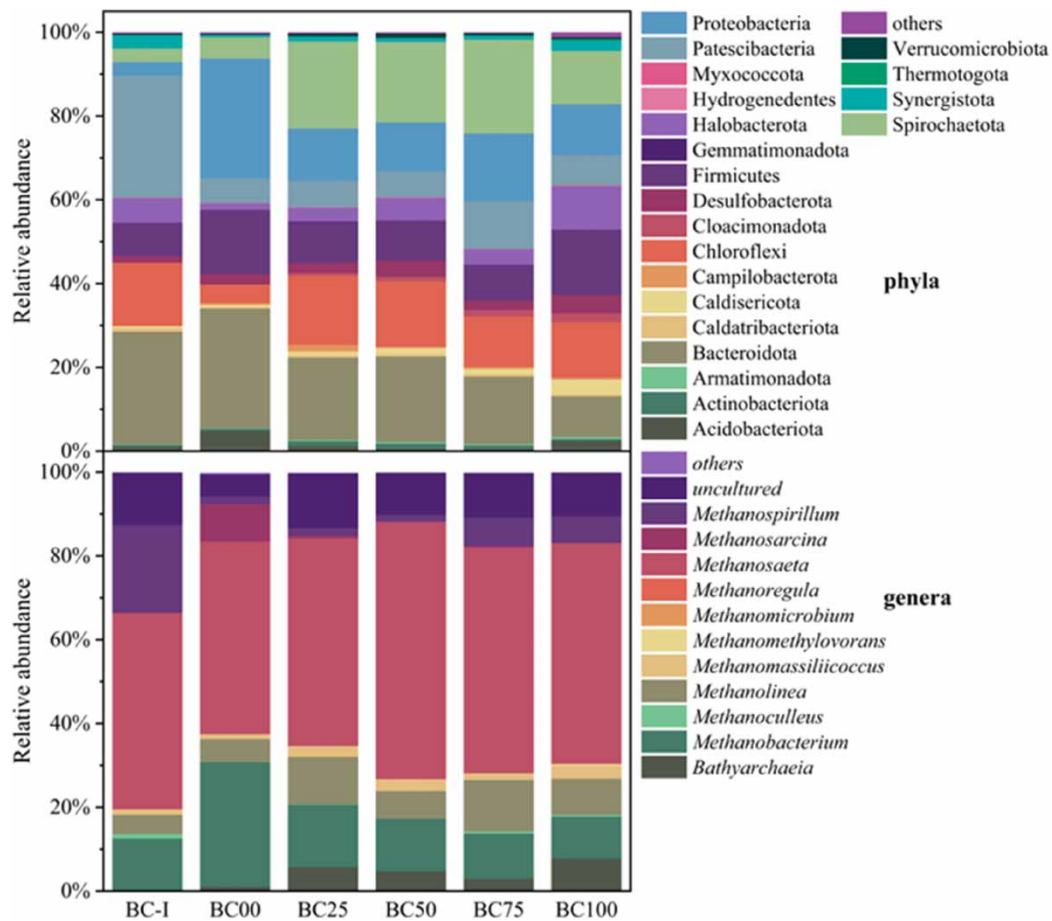 100%
80%
60%
40%
20%
0%
Relative abundance
Proteobacteria
Patescibacteria
Myxococcota
Hydrogenedentes
Halobacterota
Gemmatimonadota
Firmicutes
Desulfobacterota
Cloacimonadota
Chloroflexi
Campilobacterota
Caldisericota
Caldatribacteriota
Bacteroidota
Armatimonadota
Actinobacteriota
Acidobacteriota
others
Verrucomicrobiota
Thermotogota
Synergistota
Spirochaetota
phyla
100%
80%
60%
40%
20%
0%
Relative abundance
others
uncultured
Methanospirillum
Methanosarcina
Methanosaeta
Methanoregula
Methanomicrobium
Methanomethylovorans
Methanomassiliicoccus
Methanolinea
Methanoculleus
Methanobacterium
Bathyarchaeia
genera
BC-I BC00 BC25 BC50 BC75 BC100